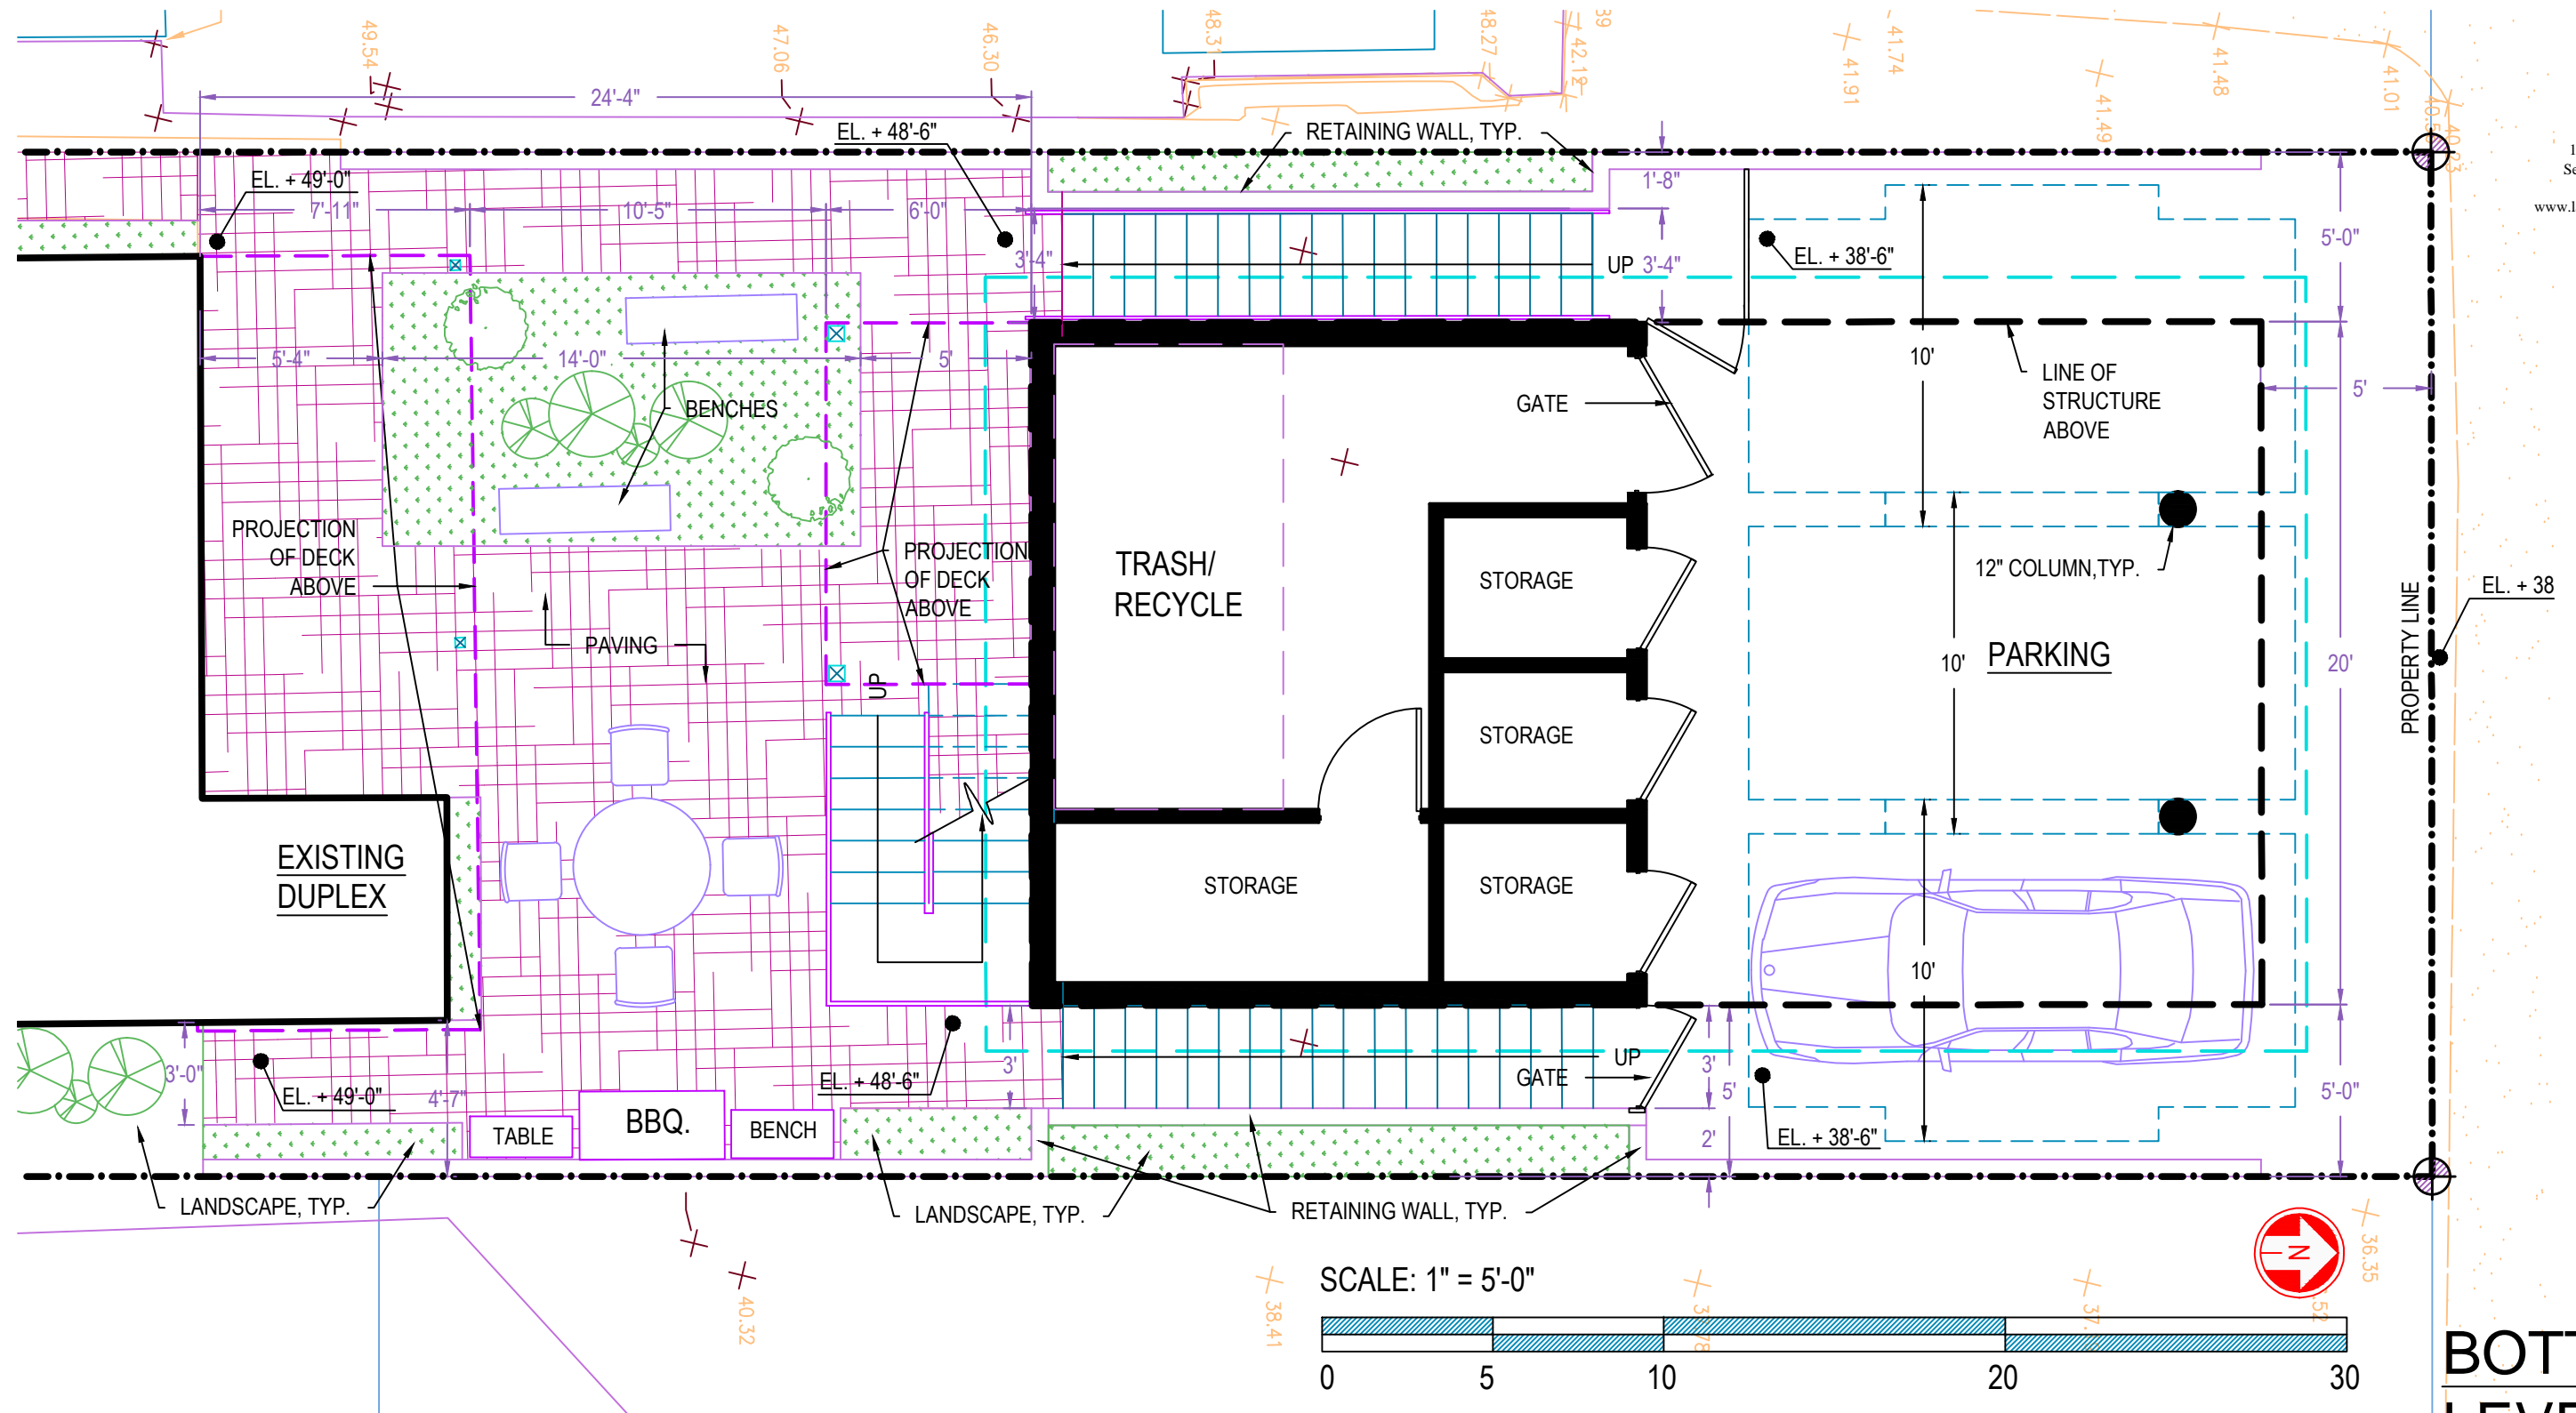 49.54
47.06
46.30
48.31
48.27
42.12
39
41.91
41.74
41.49
41.48
41.01
40.23
24'-4"
EL. + 48'-6"
RETAINING WALL, TYP.
EL. + 49'-0"
7'-11"
10'-5"
6'-0"
1'-8"
www.l
5'-0"
3'-4"
UP
3'-4"
EL. + 38'-6"
5'-4"
14'-0"
5'
10'
LINE OF
STRUCTURE
ABOVE
5'
BENCHES
GATE
PROJECTION
OF DECK
ABOVE
PROJECTION
OF DECK
ABOVE
TRASH/
RECYCLE
STORAGE
12" COLUMN,TYP.
EL. + 38
PROPERTY LINE
PAVING
UP
10'
PARKING
20'
STORAGE
EXISTING
DUPLEX
STORAGE
STORAGE
10'
3'-0"
EL. + 49'-0"
4'-7"
EL. + 48'-6"
3'
UP
GATE
3'
5'
5'-0"
TABLE
BBQ.
BENCH
2'
EL. + 38'-6"
LANDSCAPE, TYP.
LANDSCAPE, TYP.
RETAINING WALL, TYP.
N
36.35
40.32
38.41
SCALE: 1" = 5'-0"
0
5
10
20
30
BOTT
LEVE